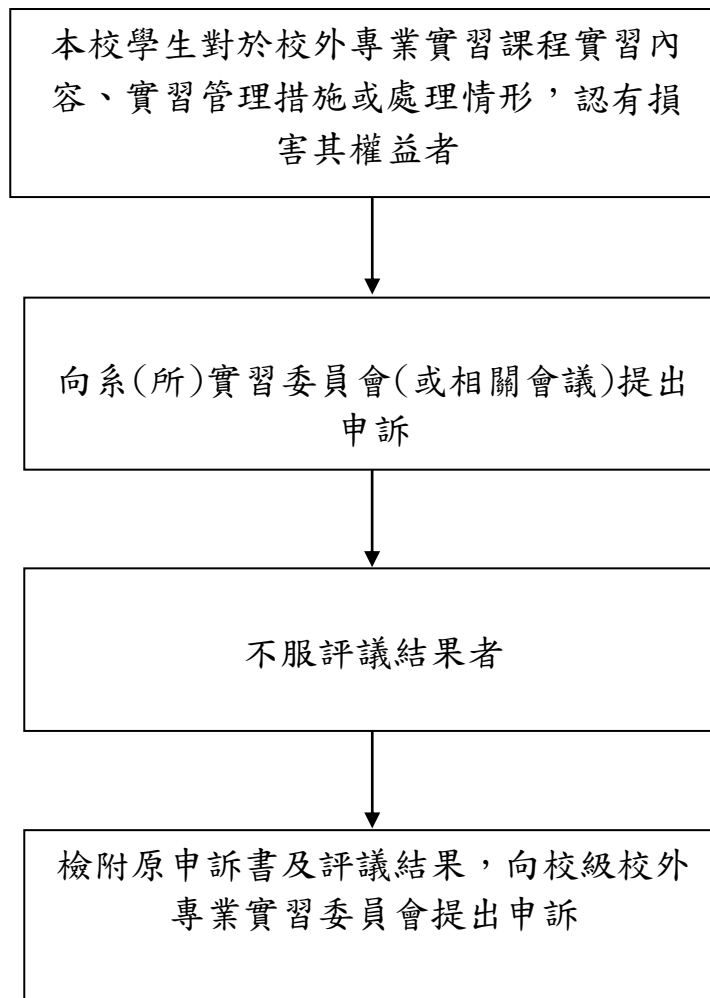 本校學生對於校外專業實習課程實習內
容、實習管理措施或處理情形，認有損
害其權益者
向系(所)實習委員會(或相關會議)提出
申訴
不服評議結果者
檢附原申訴書及評議結果，向校級校外
專業實習委員會提出申訴